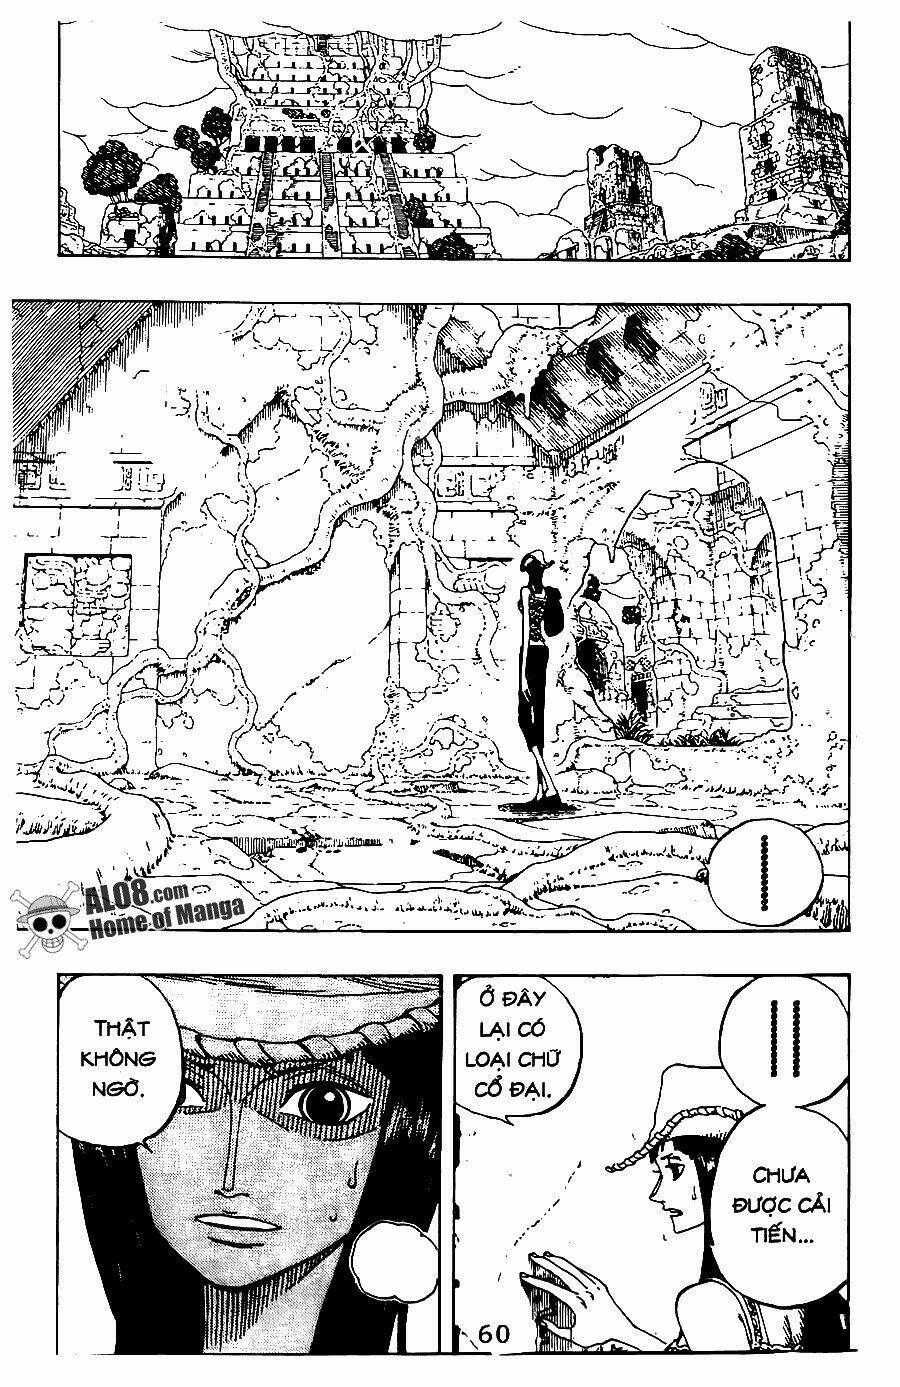 ALO8.com
Home of Manga
CHƯA
ĐƯỢC CẢI
TIẾN...
Ở ĐÂY
LẠI CÓ
LOẠI CHỮ
CỔ ĐẠI.
THẬT
KHÔNG
NGỜ.
60